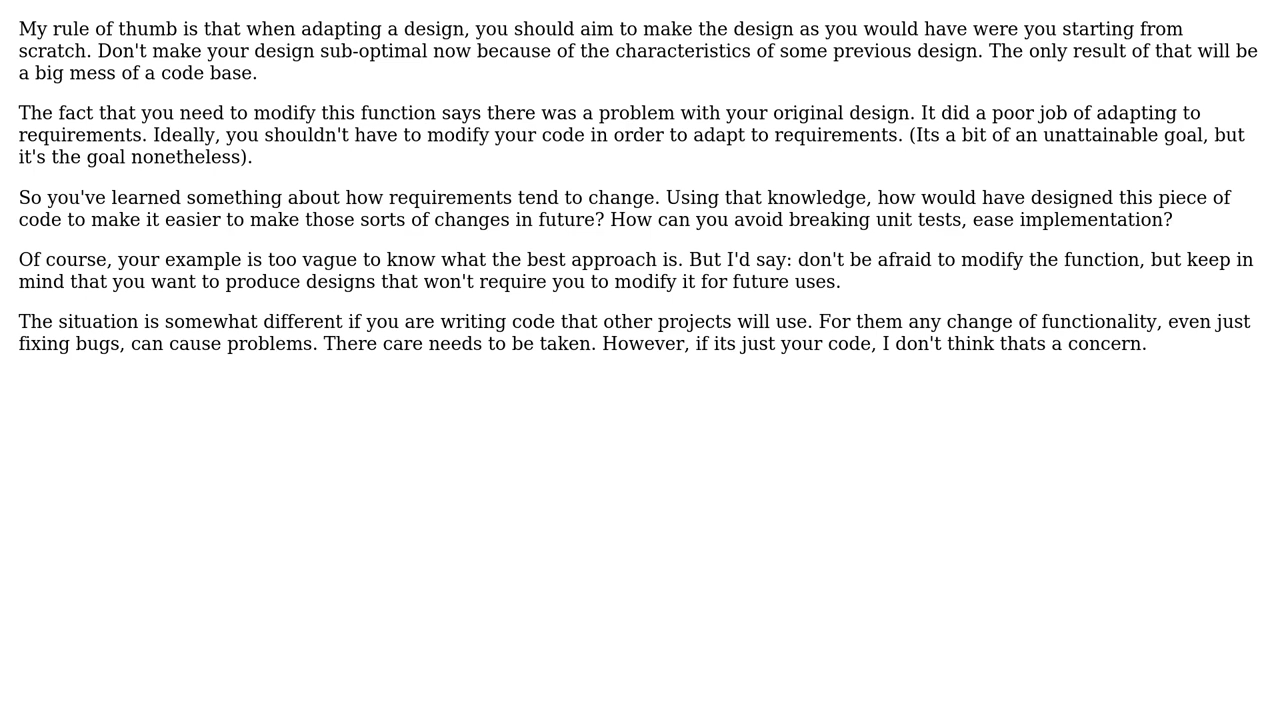 My rule of thumb is that when adapting a design, you should aim to make the design as you would have were you starting from
scratch. Don't make your design sub-optimal now because of the characteristics of some previous design. The only result of that will be
a big mess of a code base.
The fact that you need to modify this function says there was a problem with your original design. It did a poor job of adapting to
requirements. Ideally, you shouldn't have to modify your code in order to adapt to requirements. (Its a bit of an unattainable goal, but
it's the goal nonetheless).
So you've learned something about how requirements tend to change. Using that knowledge, how would have designed this piece of
code to make it easier to make those sorts of changes in future? How can you avoid breaking unit tests, ease implementation?
Of course, your example is too vague to know what the best approach is. But I'd say: don't be afraid to modify the function, but keep in
mind that you want to produce designs that won't require you to modify it for future uses.
The situation is somewhat different if you are writing code that other projects will use. For them any change of functionality, even just
fixing bugs, can cause problems. There care needs to be taken. However, if its just your code, I don't think thats a concern.